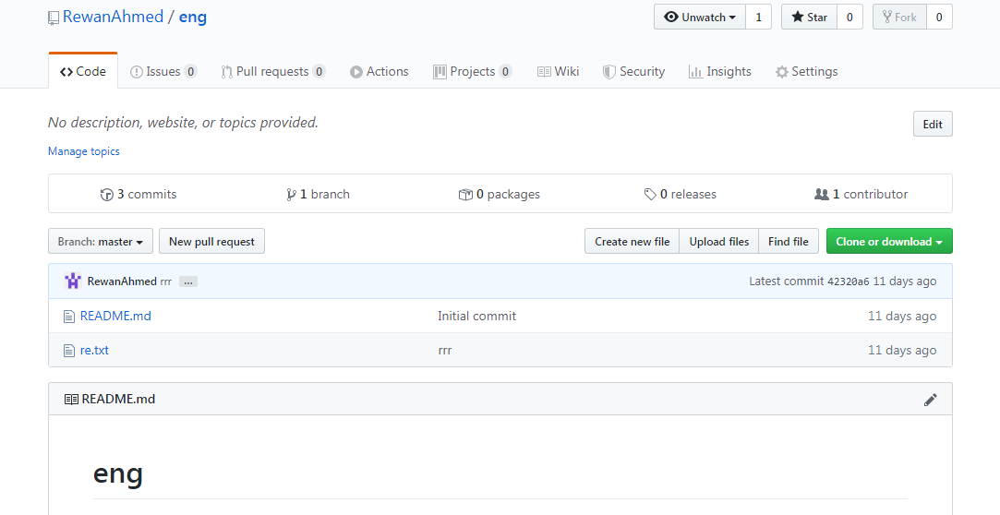 RewanAhmed / eng
Unwatch 1 Star 0 Fork 0
Code Issues 0 Pull requests 0 Actions Projects 0 Wiki Security Insights Settings
No description, website, or topics provided. Edit
Manage topics
3 commits 1 branch 0 packages 0 releases 1 contributor
Branch: master New pull request Create new file Upload files Find file Clone or download
RewanAhmed rrr ... Latest commit 42320a6 11 days ago
README.md Initial commit 11 days ago
re.txt rrr 11 days ago
README.md
eng